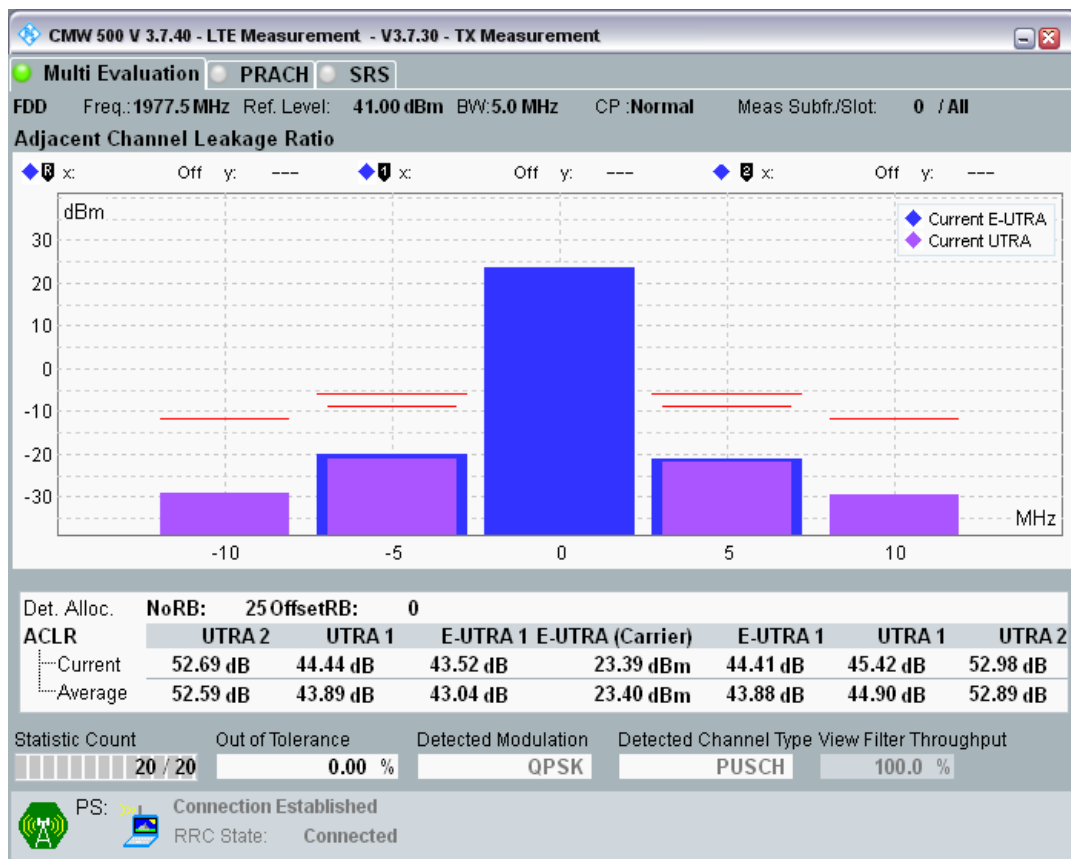 CMW 500 V 3.7.40 - LTE Measurement - V3.7.30 - TX Measurement
Multi Evaluation PRACH SRS
FDD Freq.:1977.5 MHz Ref. Level: 41.00 dBm BW:5.0 MHz CP :Normal Meas Subfr./Slot: 0 / All
Adjacent Channel Leakage Ratio
R x: Off y: --- 1 x: Off y: --- 2 x: Off y: ---
dBm
Current E-UTRA
Current UTRA
30
20
10
0
-10
-20
-30
MHz
-10 -5 0 5 10
Det. Alloc. NoRB: 25 OffsetRB: 0
ACLR UTRA 2 UTRA 1 E-UTRA 1 E-UTRA (Carrier) E-UTRA 1 UTRA 1 UTRA 2
Current 52.69 dB 44.44 dB 43.52 dB 23.39 dBm 44.41 dB 45.42 dB 52.98 dB
Average 52.59 dB 43.89 dB 43.04 dB 23.40 dBm 43.88 dB 44.90 dB 52.89 dB
Statistic Count Out of Tolerance Detected Modulation Detected Channel Type View Filter Throughput
20 / 20 0.00 % QPSK PUSCH 100.0 %
PS: Connection Established
RRC State: Connected